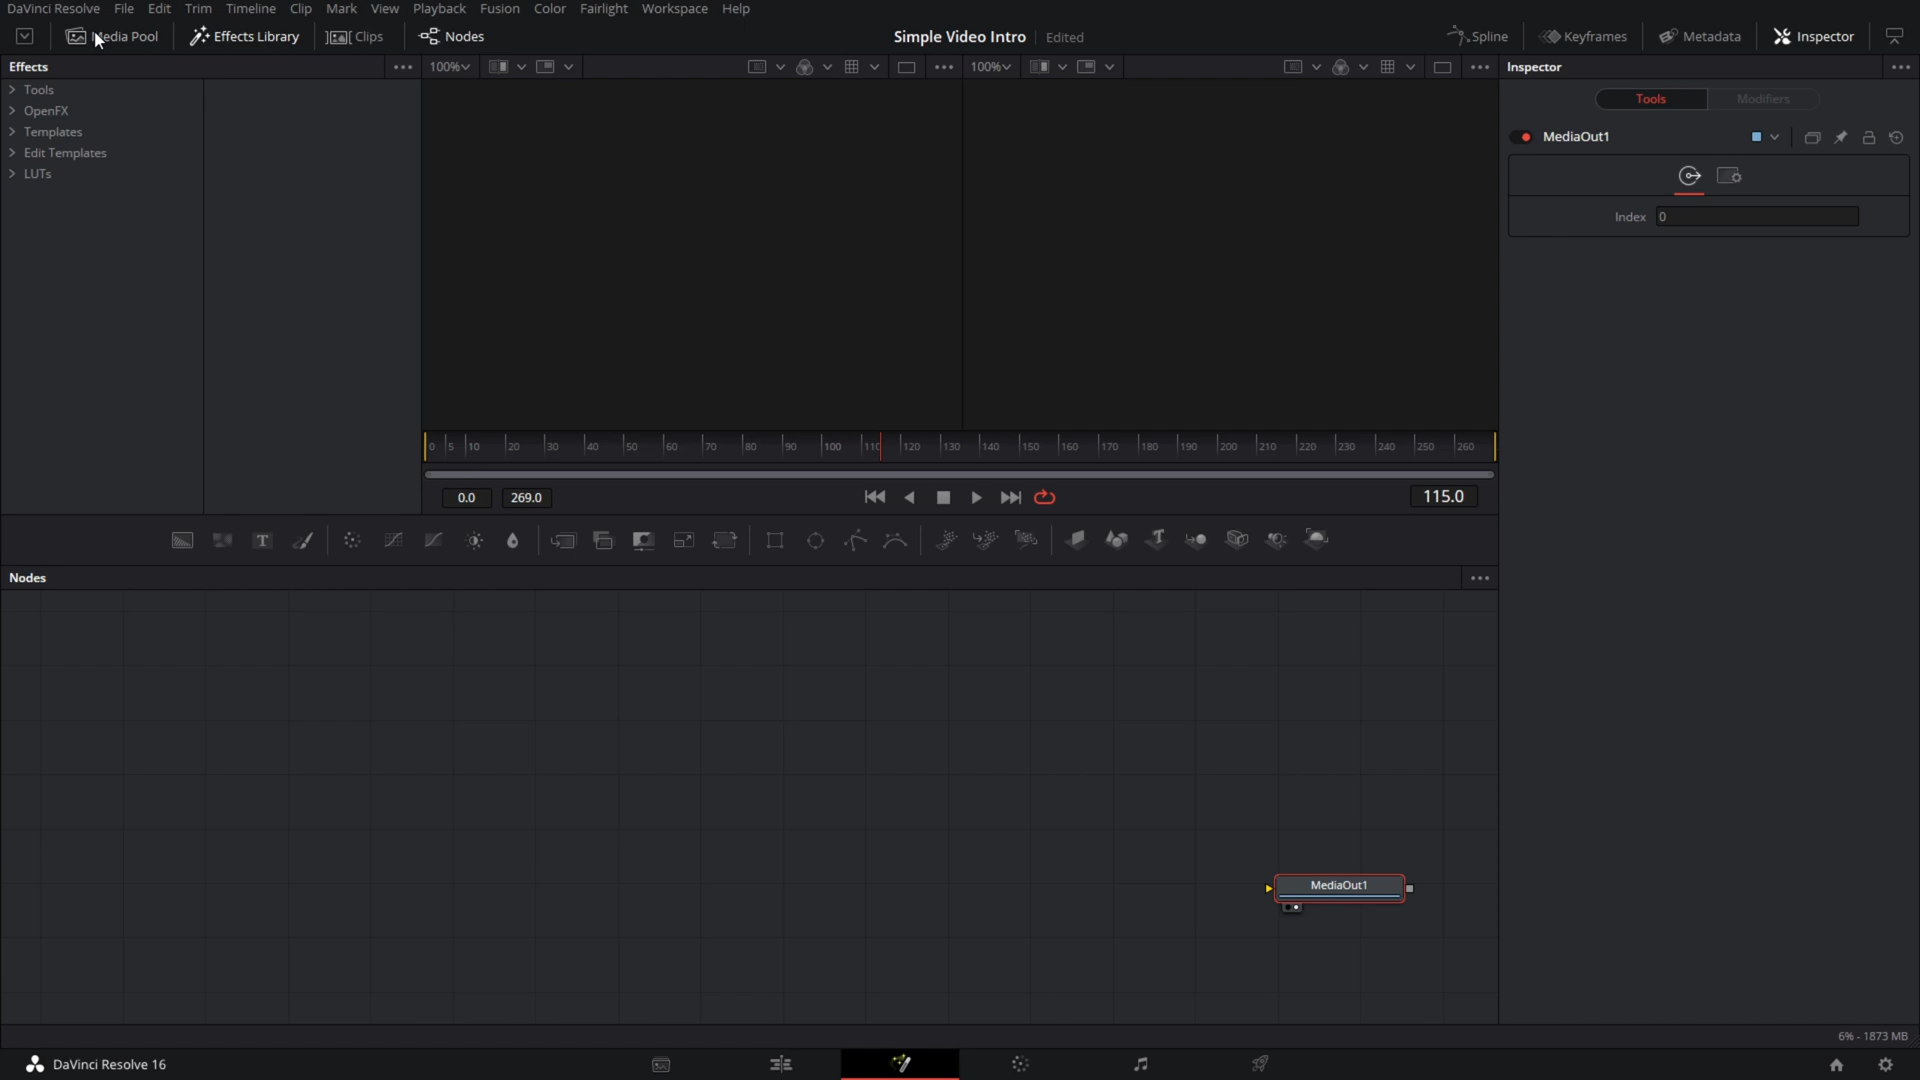 DaVinci Resolve File Edit Trim Timeline Clip Mark View Playback Fusion Color Fairlight Workspace Help
Media Pool Effects Library Clips Nodes Simple Video Intro Edited Spline Keyframes Metadata Inspector
Effects 100% 100% Inspector
Tools
OpenFX
Templates
Edit Templates
LUTs
Tools Modifiers
MediaOut1
Index 0
0 5 10 20 30 40 50 60 70 80 90 100 110 120 130 140 150 160 170 180 190 200 210 220 230 240 250 260
0.0 269.0 115.0
Nodes
MediaOut1
6% - 1873 MB
DaVinci Resolve 16